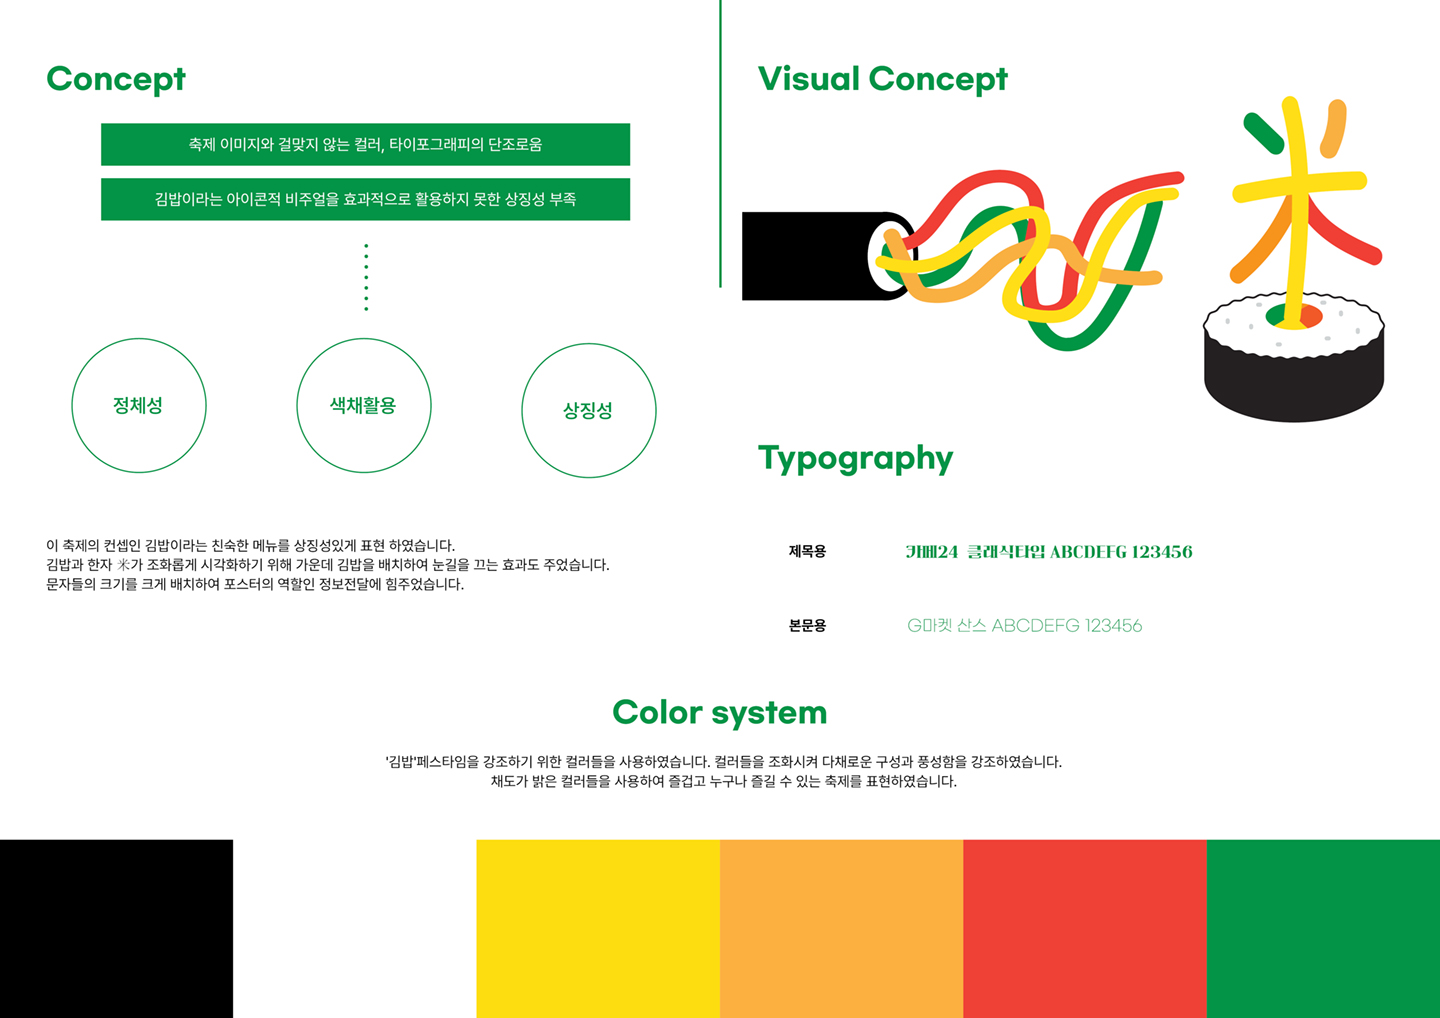 Concept
축제 이미지와 걸맞지 않는 컬러, 타이포그래피의 단조로움
김밥이라는 아이콘적 비주얼을 효과적으로 활용하지 못한 상징성 부족
정체성
색채활용
상징성
이 축제의 컨셉인 김밥이라는 친숙한 메뉴를 상징성있게 표현 하였습니다.
김밥과 한자 米가 조화롭게 시각화하기 위해 가운데 김밥을 배치하여 눈길을 끄는 효과도 주었습니다.
문자들의 크기를 크게 배치하여 포스터의 역할인 정보전달에 힘주었습니다.
Visual Concept
米
Typography
제목용
카페24 클래식타입 ABCDEFG 123456
본문용
G마켓 산스 ABCDEFG 123456
Color system
'김밥'페스타임을 강조하기 위한 컬러들을 사용하였습니다. 컬러들을 조화시켜 다채로운 구성과 풍성함을 강조하였습니다.
채도가 밝은 컬러들을 사용하여 즐겁고 누구나 즐길 수 있는 축제를 표현하였습니다.